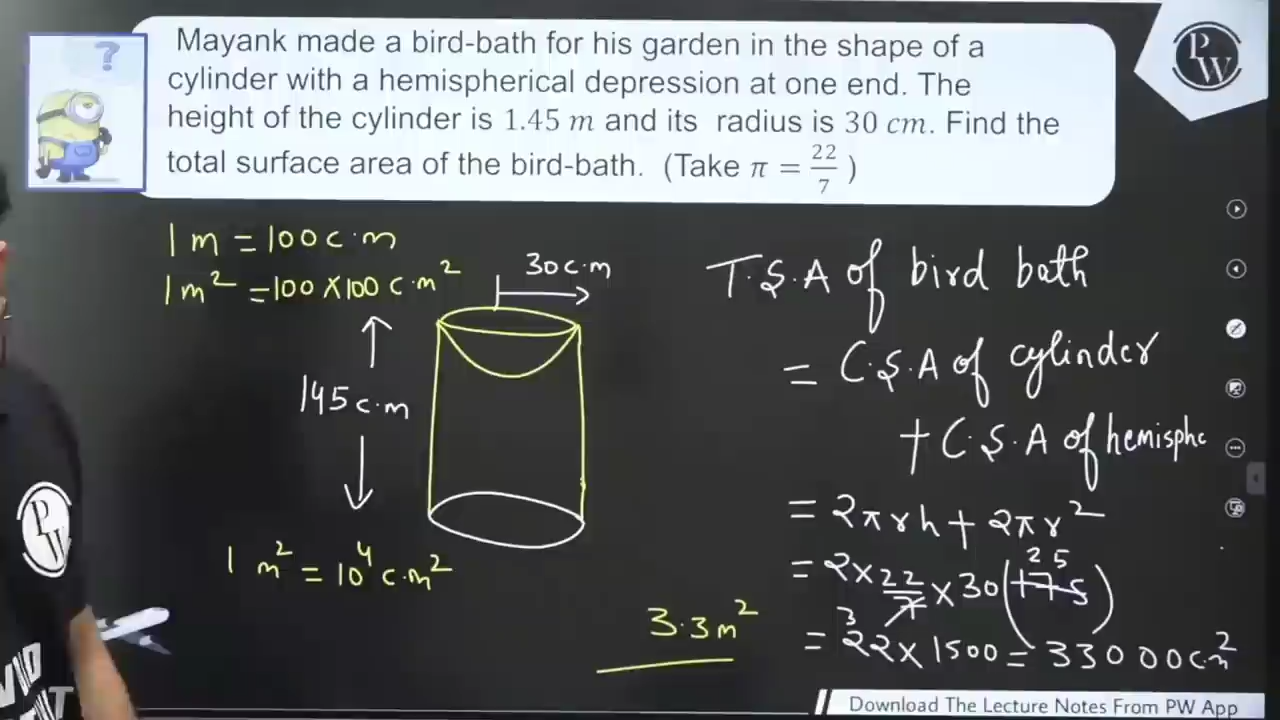 ?
Mayank made a bird-bath for his garden in the shape of a
cylinder with a hemispherical depression at one end. The
height of the cylinder is 1.45 m and its radius is 30 cm. Find the
total surface area of the bird-bath. (Take π = 22/7 )
PW
1 m = 100 c.m
1 m² = 100 × 100 c.m²
30 c.m
145 c.m
1 m² = 10⁴ c.m²
T.S.A of bird bath
= C.S.A of cylinder
+ C.S.A of hemisphe
= 2πrh + 2πr²
25
= 2 × 22/7 × 30 (175)
= 22 × 1500 = 33000 cm²
3.3 m²
PW
Download The Lecture Notes From PW App